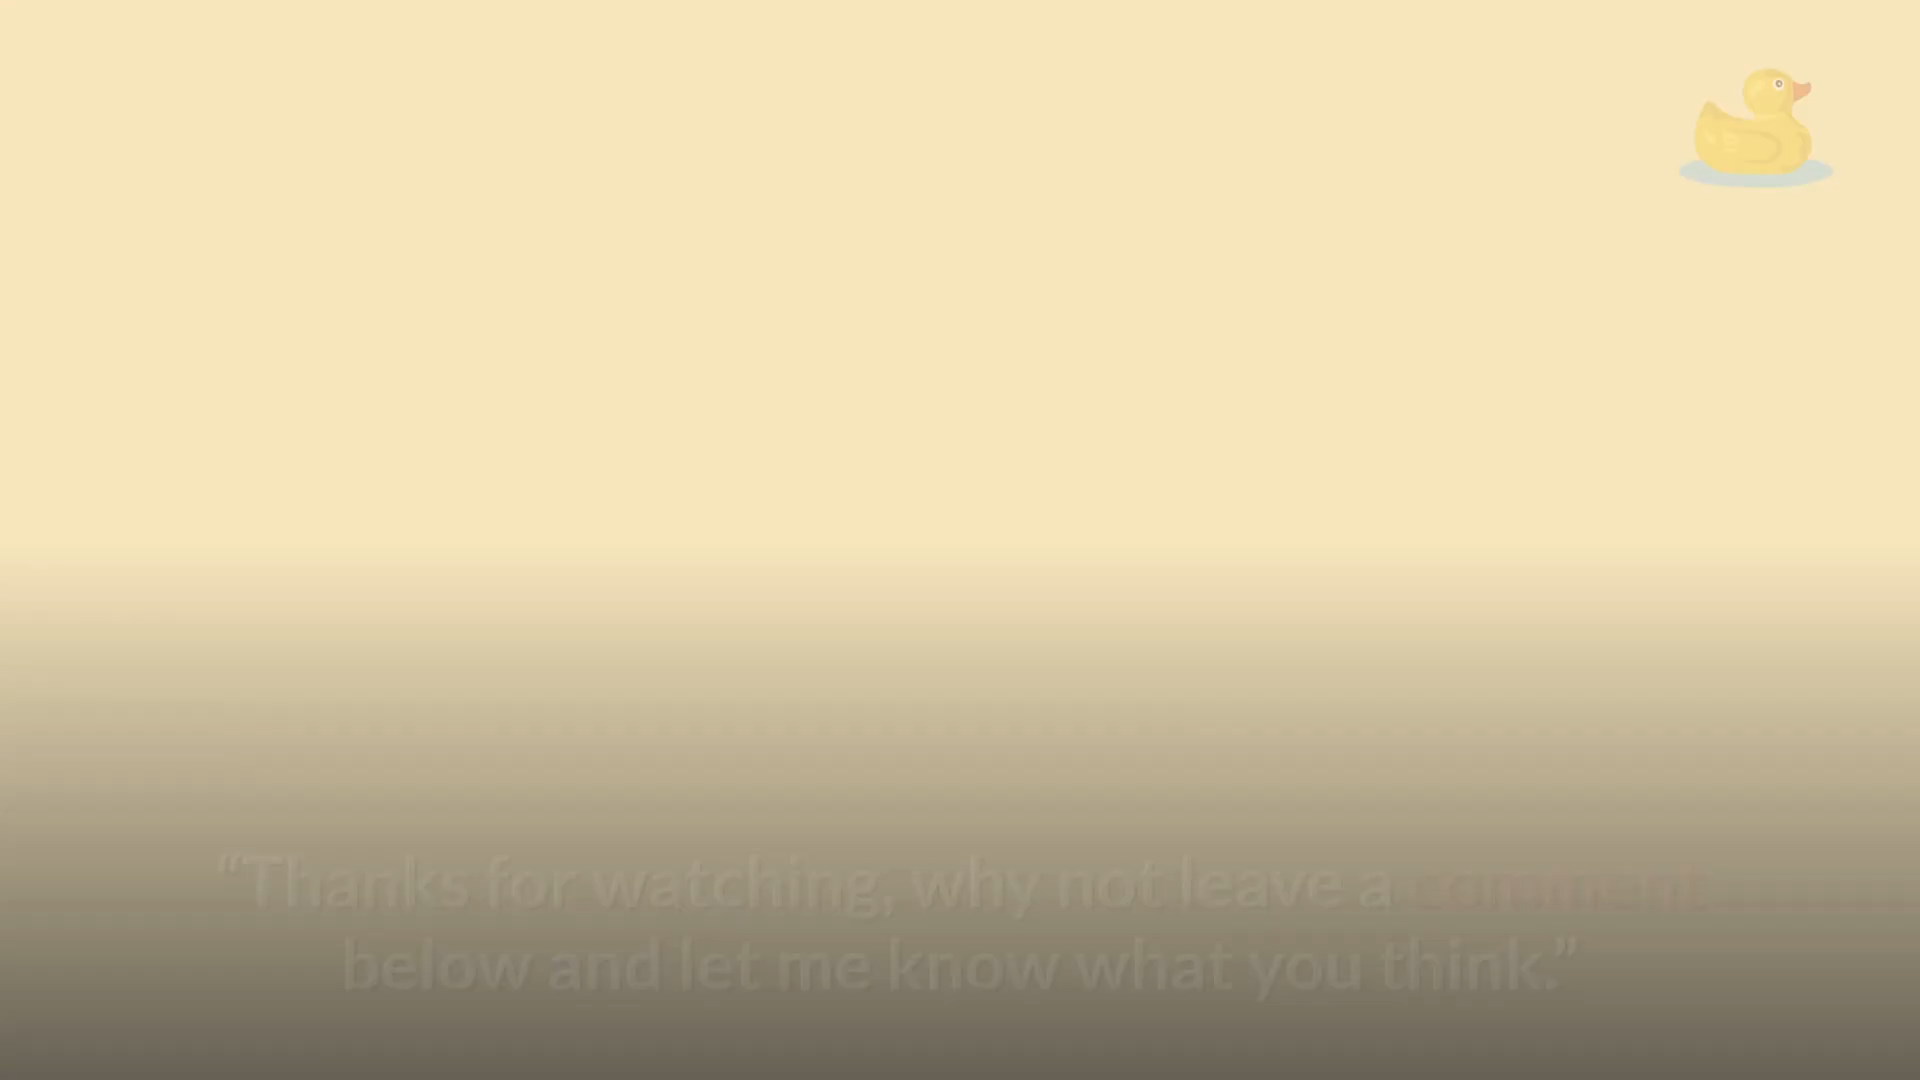 “Thanks for watching, why not leave a comment
below and let me know what you think.”